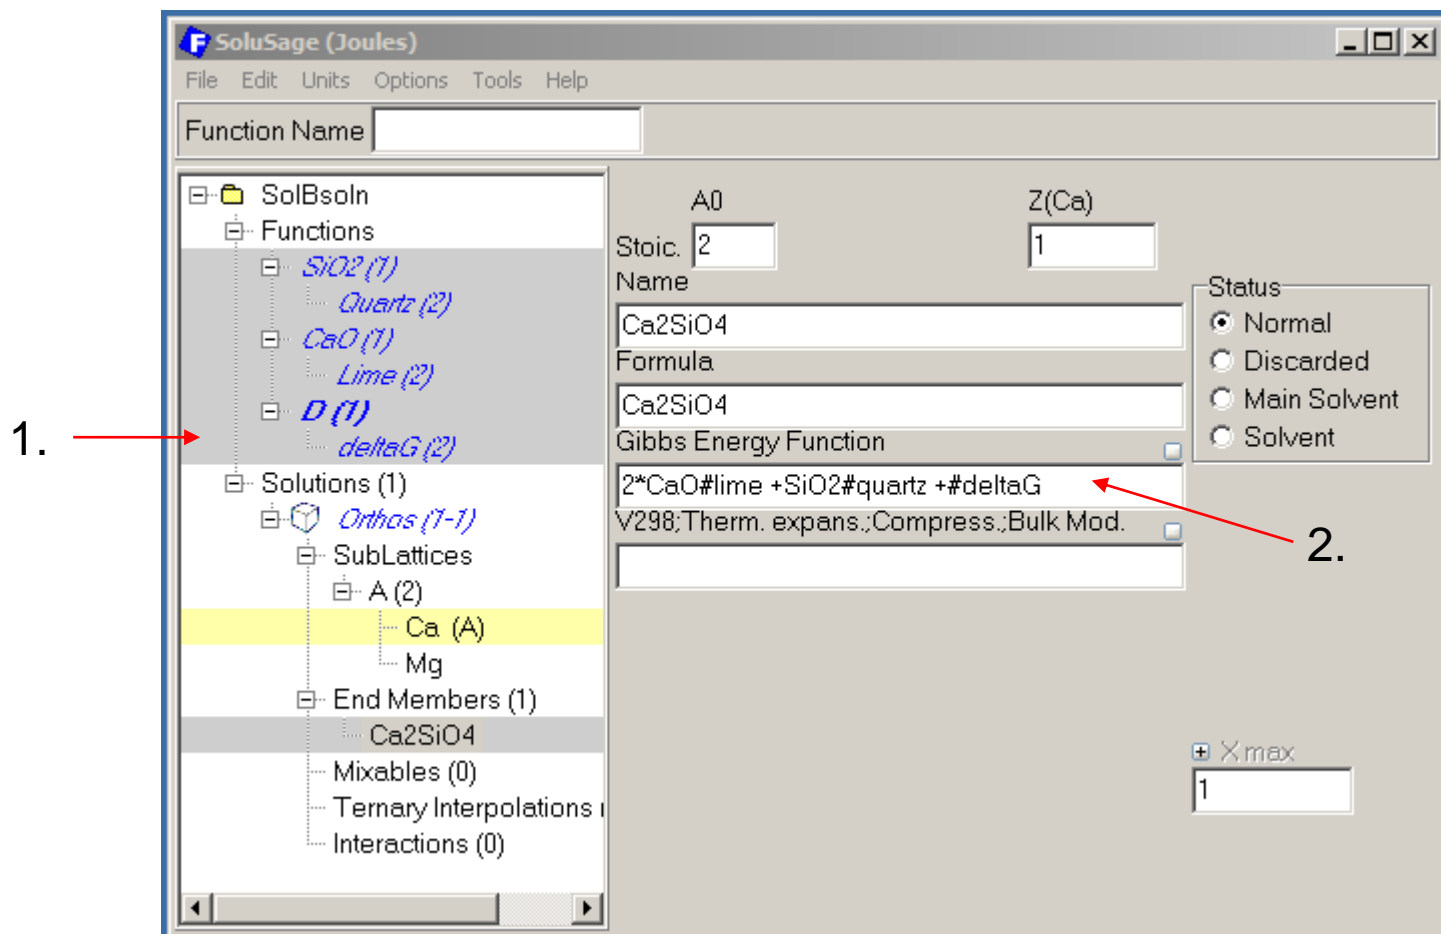 SoluSage (Joules)
File Edit Units Options Tools Help
Function Name
SolBsoln
Functions
SiO2 (1)
Quartz (2)
CaO (1)
Lime (2)
D (1)
deltaG (2)
Solutions (1)
Orthos (1-1)
SubLattices
A (2)
Ca (A)
Mg
End Members (1)
Ca2SiO4
Mixables (0)
Ternary Interpolations
Interactions (0)
1.
A0 Z(Ca)
Stoic. 2 1
Name
Ca2SiO4
Formula
Ca2SiO4
Gibbs Energy Function
2*CaO#lime +SiO2#quartz +#deltaG
V298;Therm. expans.;Compress.;Bulk Mod.
2.
Status
Normal
Discarded
Main Solvent
Solvent
X max
1